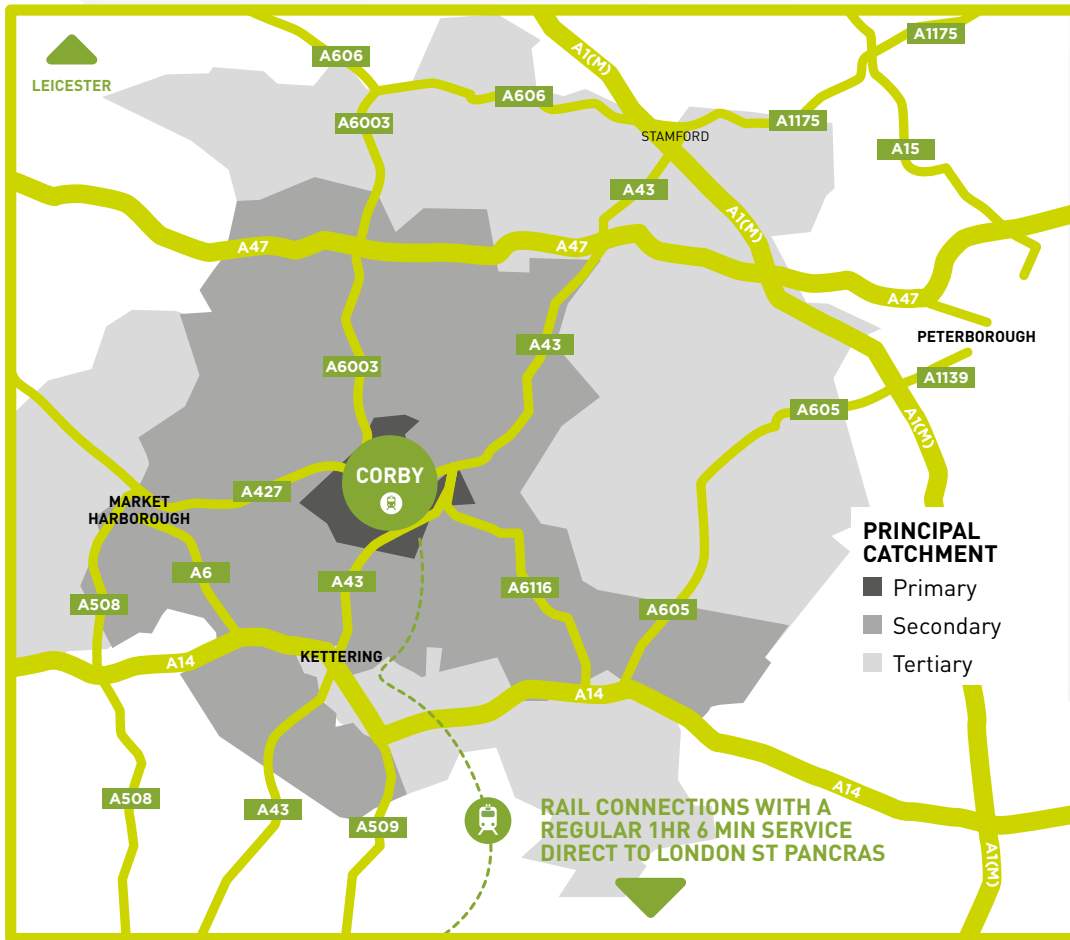 A1175
A606
A1(M)
LEICESTER
A606
A6003
A1175
STAMFORD
A15
A43
A1(M)
A47
A47
A47
PETERBOROUGH
A43
A6003
A1139
A605
A1(M)
CORBY
A427
MARKET
HARBOROUGH
PRINCIPAL
CATCHMENT
Primary
Secondary
Tertiary
A6
A43
A6116
A508
A605
KETTERING
A14
A14
A14
A508
A43
A509
RAIL CONNECTIONS WITH A
REGULAR 1HR 6 MIN SERVICE
DIRECT TO LONDON ST PANCRAS
A1(M)